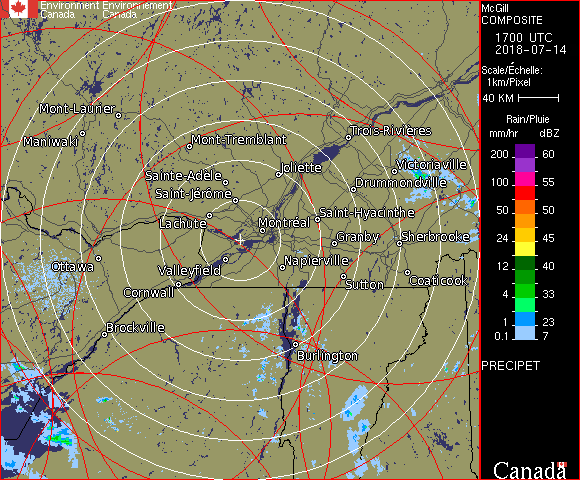 Environment Environnement
Canada Canada
McGill
COMPOSITE
1700 UTC
2018-07-14
Scale/Échelle:
1km/Pixel
40 KM
Rain/Pluie
mm/hr dBZ
200 60
100 55
50 50
24 45
12 40
4 33
1 23
0.1 7
PRECIPET
Canada
Mont-Laurier
Maniwaki
Mont-Tremblant
Trois-Rivières
Sainte-Adèle
Joliette
Victoriaville
Saint-Jérôme
Drummondville
Lachute
Montréal
Saint-Hyacinthe
Granby
Sherbrooke
Ottawa
Valleyfield
Napierville
Cornwall
Sutton
Coaticook
Brockville
Burlington